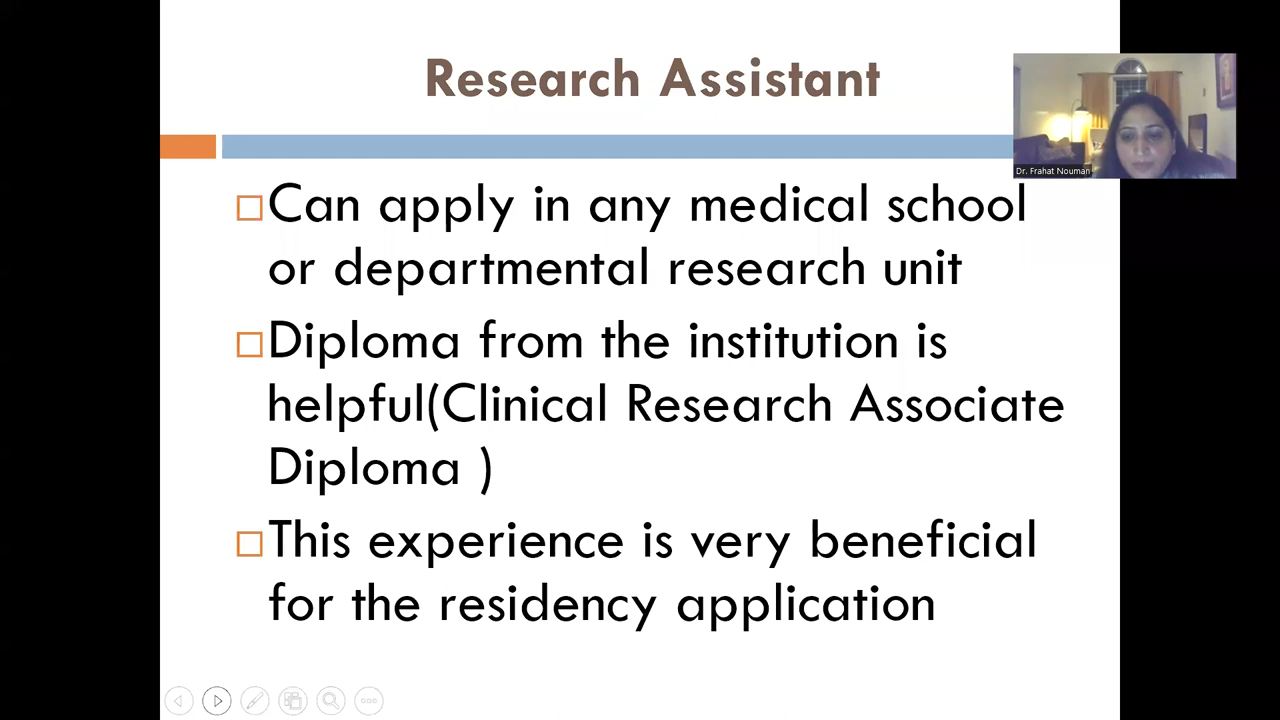 Research Assistant
Dr. Frahat Nouman
Can apply in any medical school
or departmental research unit
Diploma from the institution is
helpful(Clinical Research Associate
Diploma )
This experience is very beneficial
for the residency application